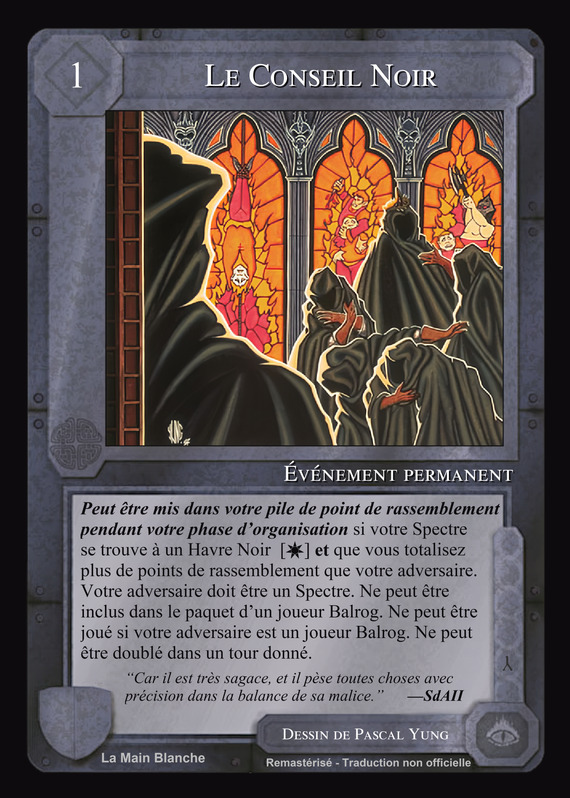 1
Le Conseil Noir
Événement permanent
Peut être mis dans votre pile de point de rassemblement
pendant votre phase d'organisation si votre Spectre
se trouve à un Havre Noir [✷] et que vous totalisez
plus de points de rassemblement que votre adversaire.
Votre adversaire doit être un Spectre. Ne peut être
inclus dans le paquet d'un joueur Balrog. Ne peut être
joué si votre adversaire est un joueur Balrog. Ne peut
être doublé dans un tour donné.
“Car il est très sagace, et il pèse toutes choses avec
précision dans la balance de sa malice.” —SdAII
Dessin de Pascal Yung
La Main Blanche
Remastérisé - Traduction non officielle